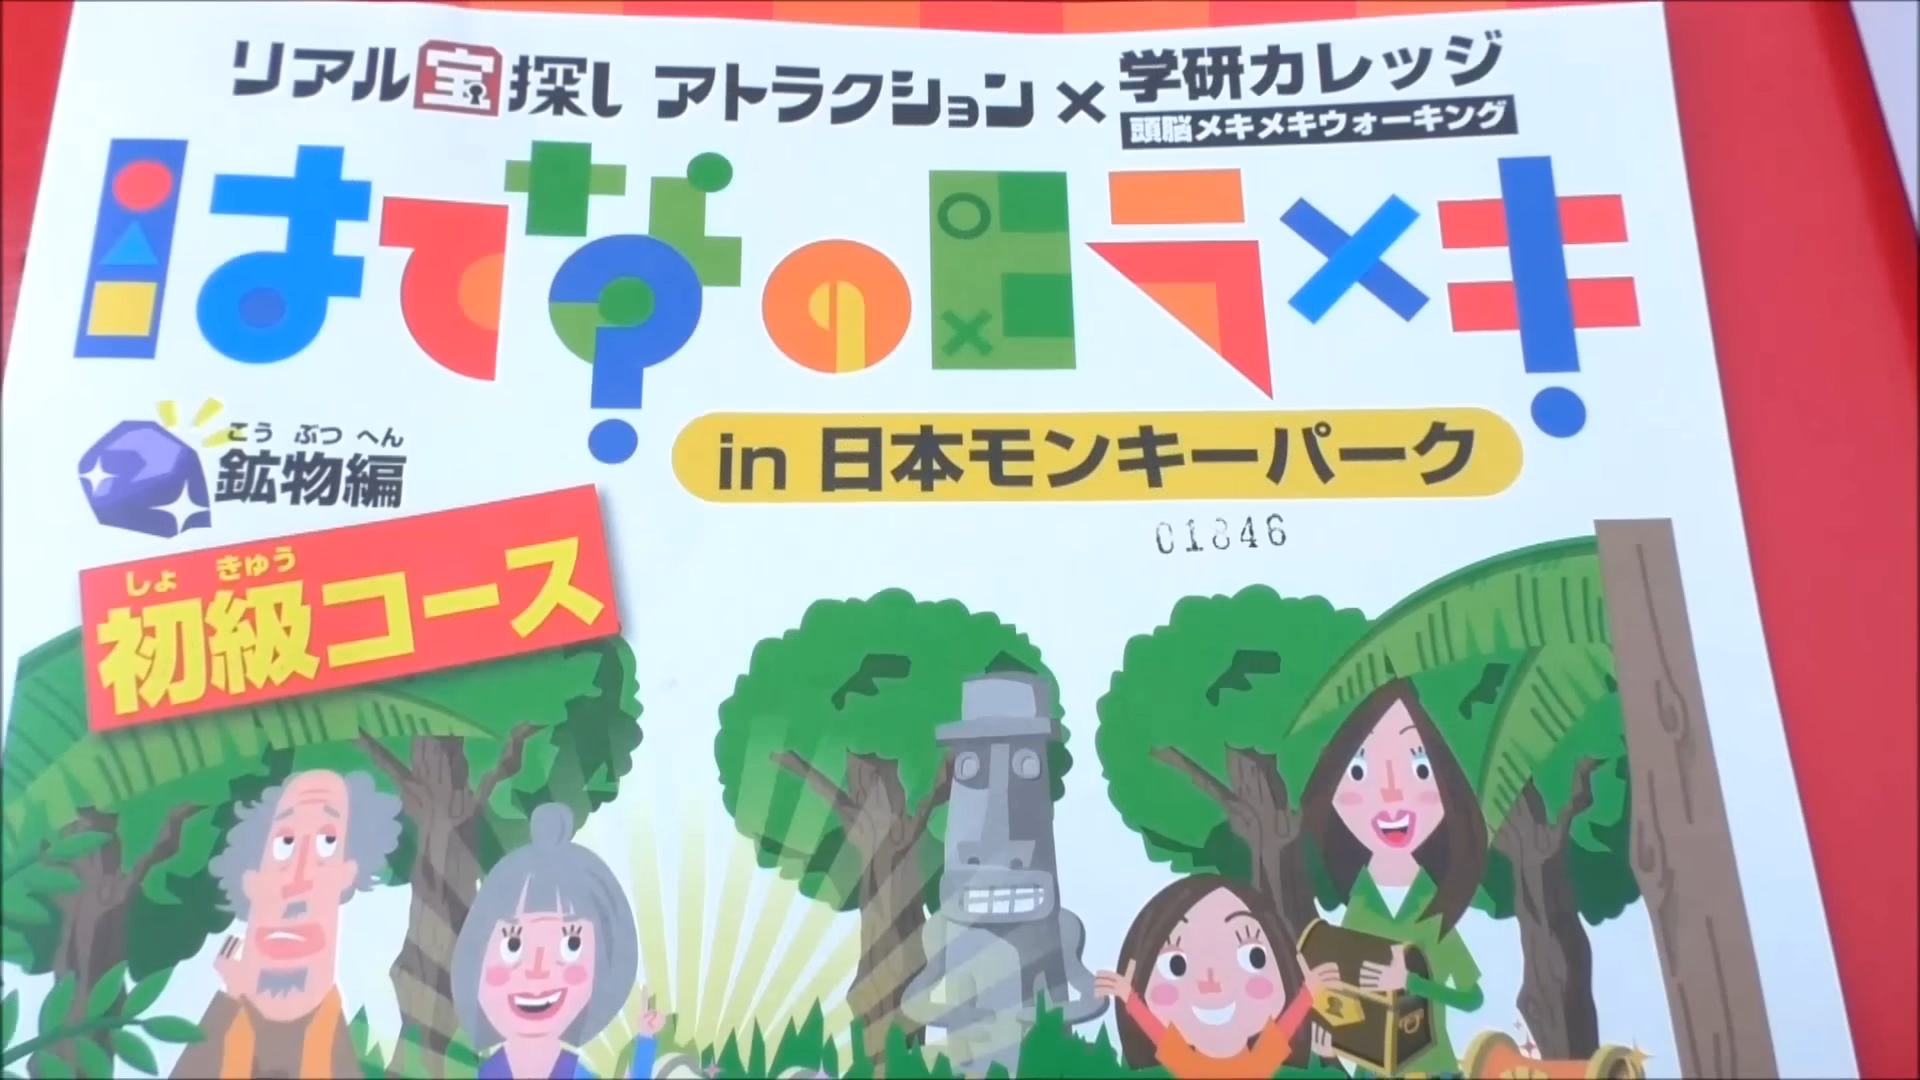 リアル宝探し アトラクション×学研カレッジ
頭脳メキメキウォーキング
はてな?のヒラメキ!
こう ぶつ へん
鉱物編
in 日本モンキーパーク
01846
しょ きゅう
初級コース